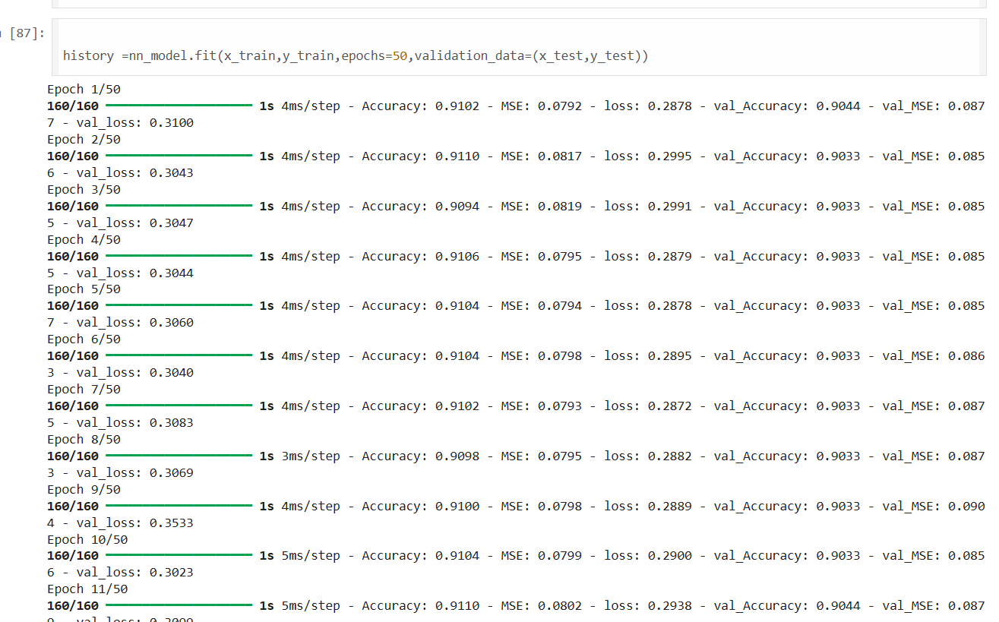 [87]:
history =nn_model.fit(x_train,y_train,epochs=50,validation_data=(x_test,y_test))
Epoch 1/50
160/160 1s 4ms/step - Accuracy: 0.9102 - MSE: 0.0792 - loss: 0.2878 - val_Accuracy: 0.9044 - val_MSE: 0.087
7 - val_loss: 0.3100
Epoch 2/50
160/160 1s 4ms/step - Accuracy: 0.9110 - MSE: 0.0817 - loss: 0.2995 - val_Accuracy: 0.9033 - val_MSE: 0.085
6 - val_loss: 0.3043
Epoch 3/50
160/160 1s 4ms/step - Accuracy: 0.9094 - MSE: 0.0819 - loss: 0.2991 - val_Accuracy: 0.9033 - val_MSE: 0.085
5 - val_loss: 0.3047
Epoch 4/50
160/160 1s 4ms/step - Accuracy: 0.9106 - MSE: 0.0795 - loss: 0.2879 - val_Accuracy: 0.9033 - val_MSE: 0.085
5 - val_loss: 0.3044
Epoch 5/50
160/160 1s 4ms/step - Accuracy: 0.9104 - MSE: 0.0794 - loss: 0.2878 - val_Accuracy: 0.9033 - val_MSE: 0.085
7 - val_loss: 0.3060
Epoch 6/50
160/160 1s 4ms/step - Accuracy: 0.9104 - MSE: 0.0798 - loss: 0.2895 - val_Accuracy: 0.9033 - val_MSE: 0.086
3 - val_loss: 0.3040
Epoch 7/50
160/160 1s 4ms/step - Accuracy: 0.9102 - MSE: 0.0793 - loss: 0.2872 - val_Accuracy: 0.9033 - val_MSE: 0.087
5 - val_loss: 0.3083
Epoch 8/50
160/160 1s 3ms/step - Accuracy: 0.9098 - MSE: 0.0795 - loss: 0.2882 - val_Accuracy: 0.9033 - val_MSE: 0.087
3 - val_loss: 0.3069
Epoch 9/50
160/160 1s 4ms/step - Accuracy: 0.9100 - MSE: 0.0798 - loss: 0.2889 - val_Accuracy: 0.9033 - val_MSE: 0.090
4 - val_loss: 0.3533
Epoch 10/50
160/160 1s 5ms/step - Accuracy: 0.9104 - MSE: 0.0799 - loss: 0.2900 - val_Accuracy: 0.9033 - val_MSE: 0.085
6 - val_loss: 0.3023
Epoch 11/50
160/160 1s 5ms/step - Accuracy: 0.9110 - MSE: 0.0802 - loss: 0.2938 - val_Accuracy: 0.9044 - val_MSE: 0.087
- val_loss: